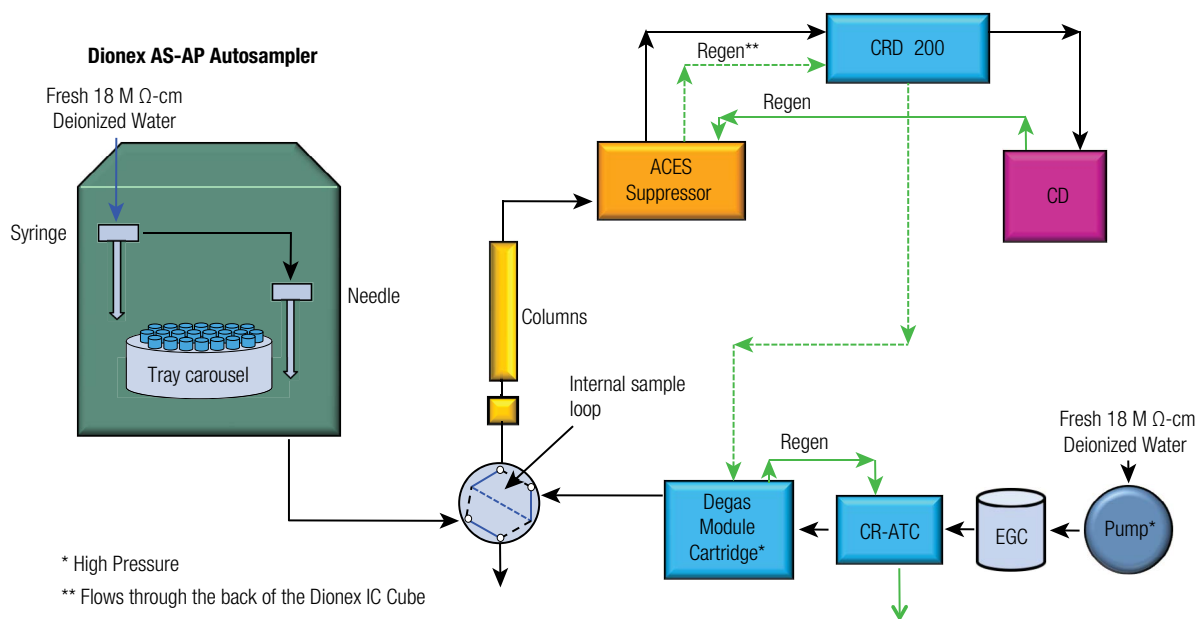 Dionex AS-AP Autosampler
Fresh 18 M Ω-cm
Deionized Water
Syringe
Needle
Tray carousel
Columns
Internal sample
loop
ACES
Suppressor
Regen**
CRD 200
Regen
CD
Regen
Degas
Module
Cartridge*
CR-ATC
EGC
Fresh 18 M Ω-cm
Deionized Water
Pump*
* High Pressure
** Flows through the back of the Dionex IC Cube